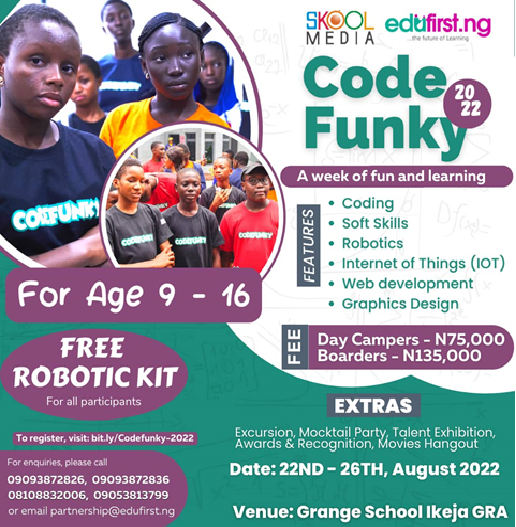 SKOOL
MEDIA
edufirst.ng
...the future of Learning
Code
Funky
20
22
A week of fun and learning
FEATURES
• Coding
• Soft Skills
• Robotics
• Internet of Things (IOT)
• Web development
• Graphics Design
CODEFUNKY
CODEFUNKY
CODEFUNKY
For Age 9 - 16
FEE
Day Campers - N75,000
Boarders - N135,000
FREE
ROBOTIC KIT
For all participants
EXTRAS
Excursion, Mocktail Party, Talent Exhibition,
Awards & Recognition, Movies Hangout
To register, visit: bit.ly/Codefunky-2022
For enquiries, please call
09093872826, 09093872836
08108832006, 09053813799
or email partnership@edufirst.ng
Date: 22ND - 26TH, August 2022
Venue: Grange School Ikeja GRA